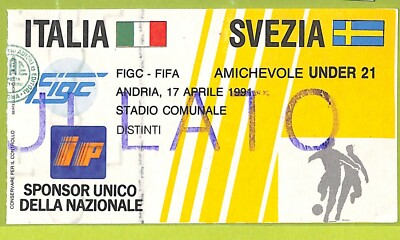 ITALIA SVEZIA
FIGC - FIFA AMICHEVOLE UNDER 21
ANDRIA, 17 APRILE 1991
STADIO COMUNALE
DISTINTI
FIGC
IP
SPONSOR UNICO
DELLA NAZIONALE
CONSERVARE PER IL CONTROLLO